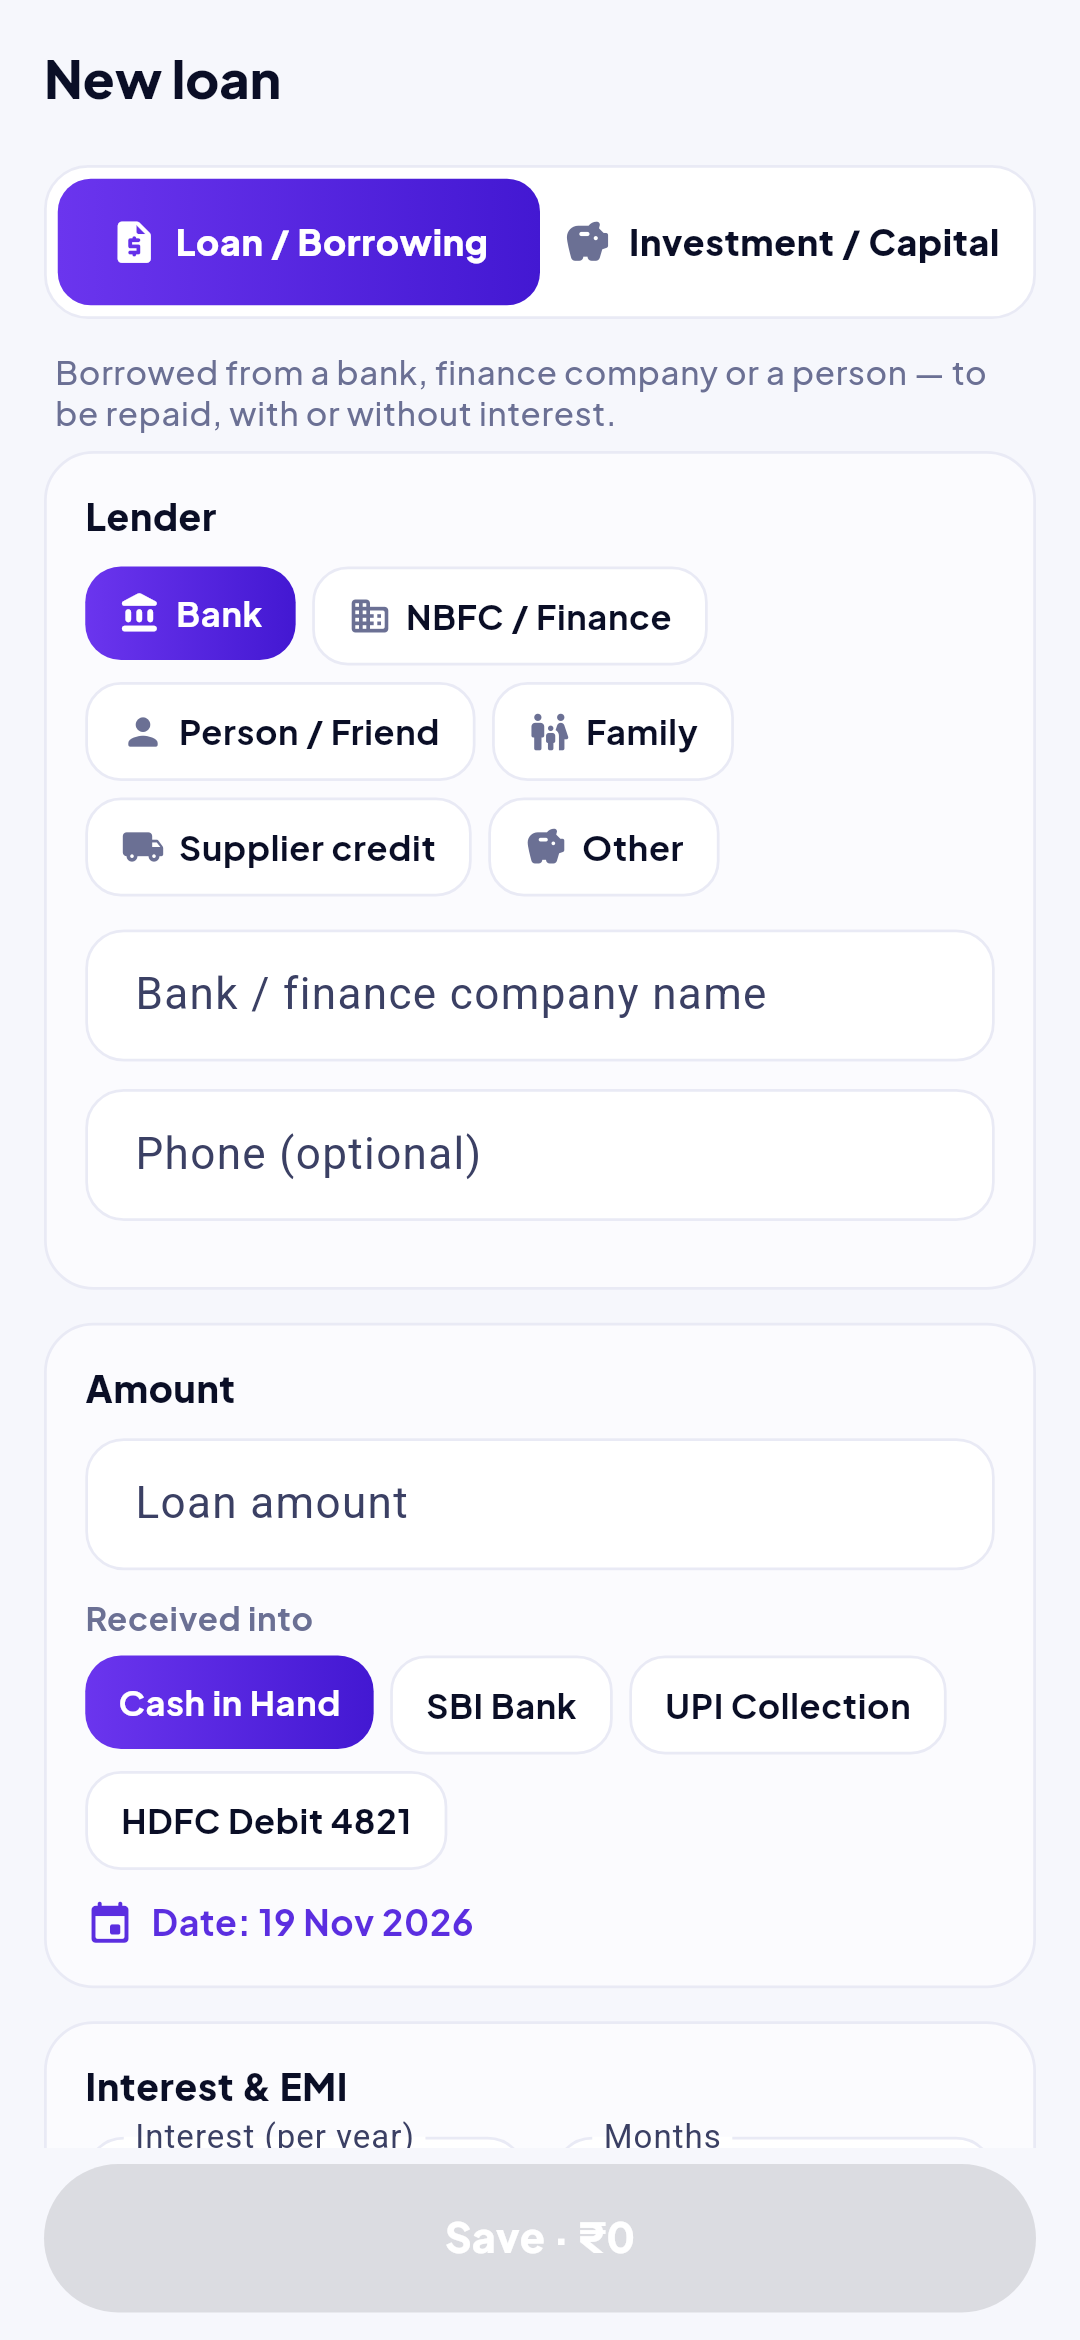 New loan
Loan / Borrowing
Investment / Capital
Borrowed from a bank, finance company or a person — to
be repaid, with or without interest.
Lender
Bank
NBFC / Finance
Person / Friend
Family
Supplier credit
Other
Bank / finance company name
Phone (optional)
Amount
Loan amount
Received into
Cash in Hand
SBI Bank
UPI Collection
HDFC Debit 4821
Date: 19 Nov 2026
Interest & EMI
Interest (per year)
Months
Save · ₹0